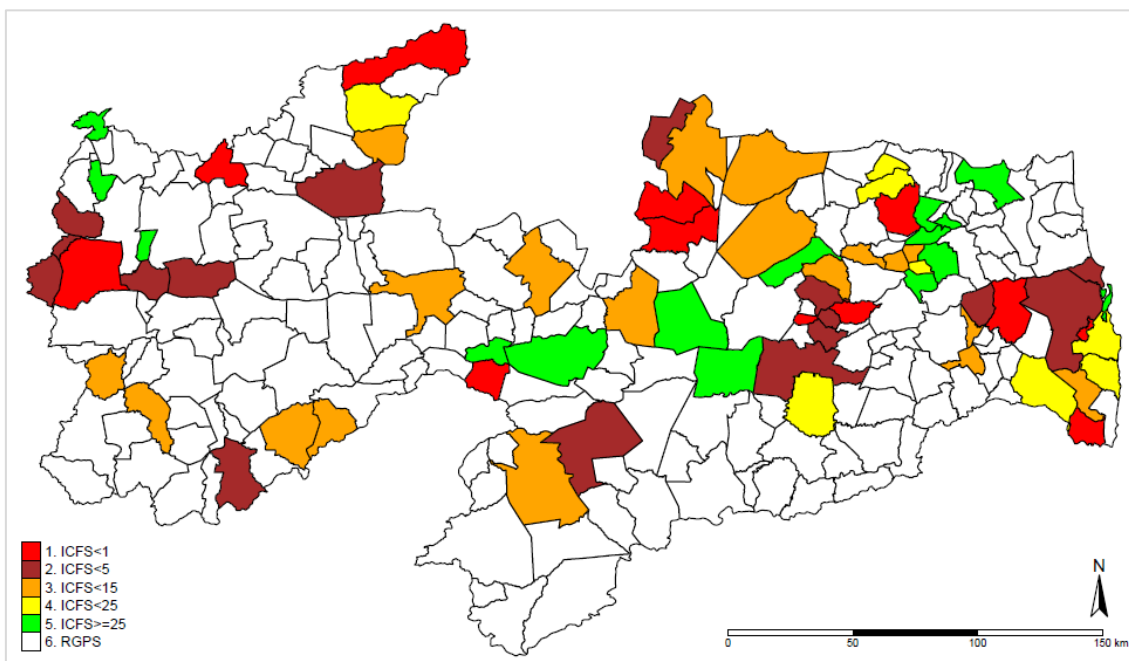 1. ICFS<1
2. ICFS<5
3. ICFS<15
4. ICFS<25
5. ICFS>=25
6. RGPS
N
0 50 100 150 km